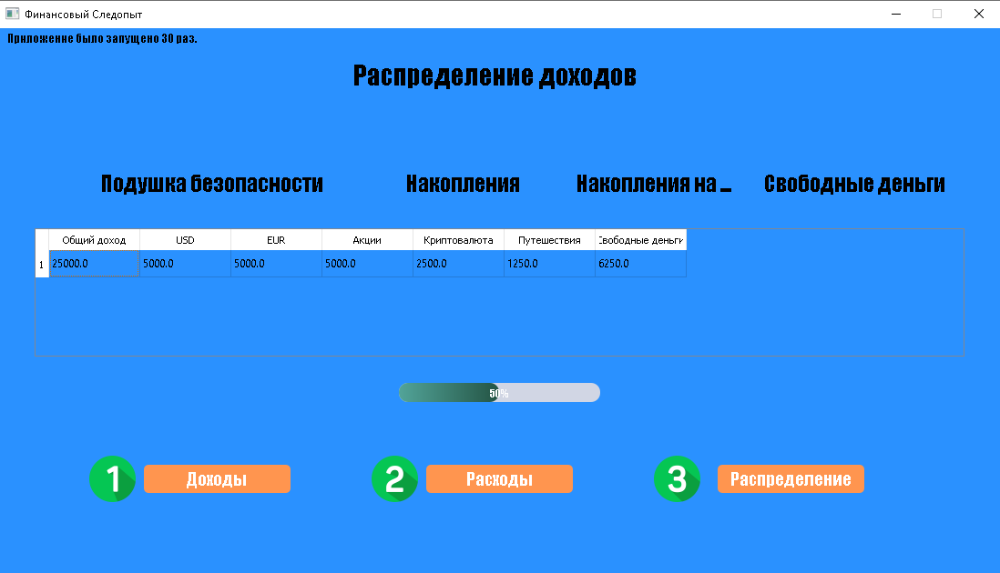 Финансовый Следопыт
Приложение было запущено 30 раз.
Распределение доходов
Подушка безопасности Накопления Накопления на ... Свободные деньги
Общий доход USD EUR Акции Криптовалюта Путешествия Свободные деньги
1 25000.0 5000.0 5000.0 5000.0 2500.0 1250.0 6250.0
50%
1 Доходы 2 Расходы 3 Распределение